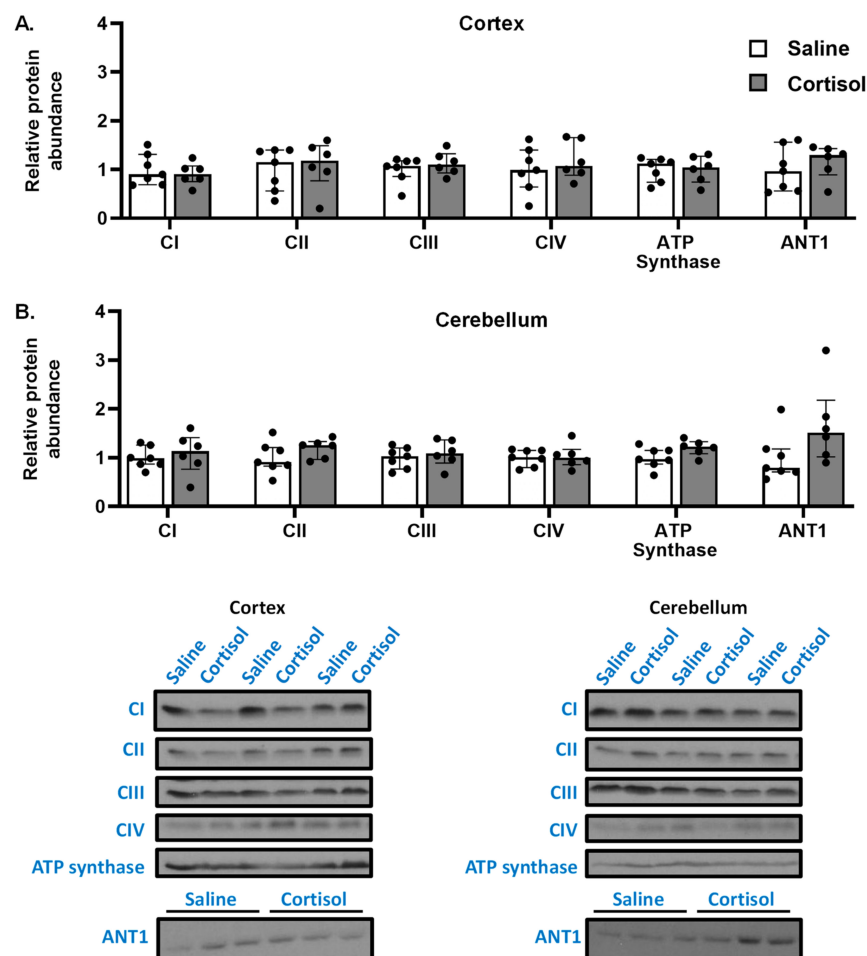 A.
Cortex
Relative protein
abundance
4
3
2
1
0
Saline
Cortisol
CI
CII
CIII
CIV
ATP
Synthase
ANT1
B.
Cerebellum
Relative protein
abundance
4
3
2
1
0
CI
CII
CIII
CIV
ATP
Synthase
ANT1
Cortex
Saline Cortisol Saline Cortisol Saline Cortisol
CI
CII
CIII
CIV
ATP synthase
Saline Cortisol
ANT1
Cerebellum
Saline Cortisol Saline Cortisol Saline Cortisol
CI
CII
CIII
CIV
ATP synthase
Saline Cortisol
ANT1